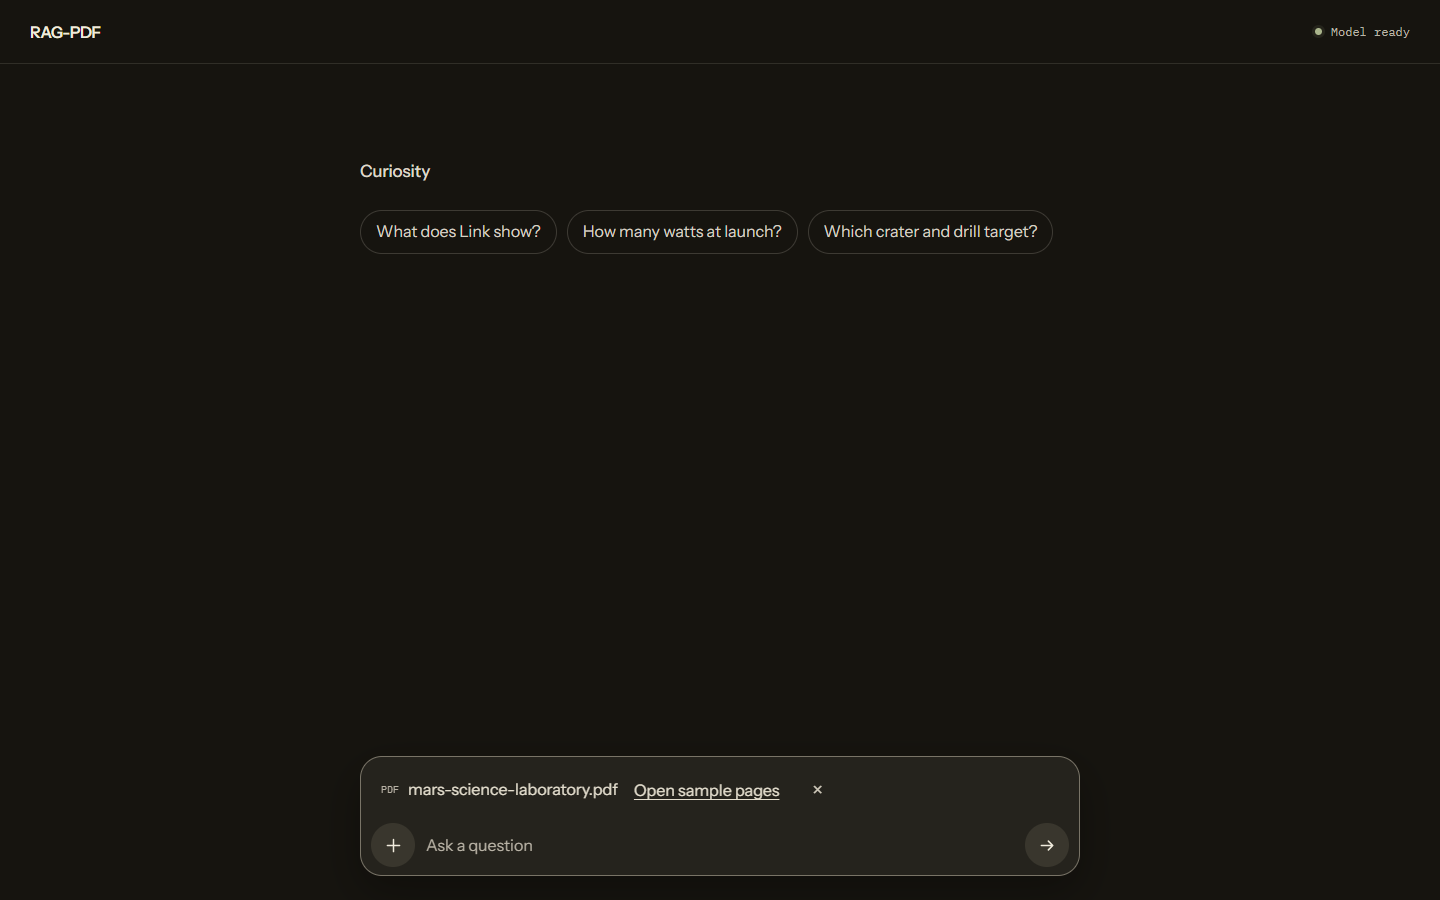 RAG-PDF
Model ready
Curiosity
What does Link show?
How many watts at launch?
Which crater and drill target?
PDF mars-science-laboratory.pdf Open sample pages ×
Ask a question